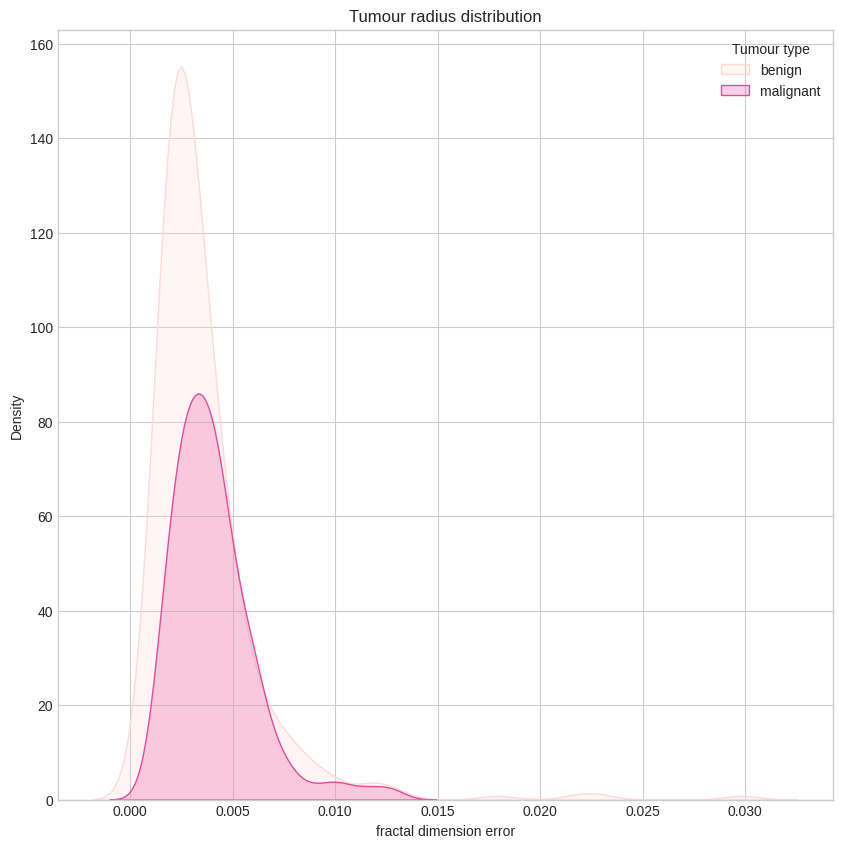 Tumour radius distribution
Tumour type
benign
malignant
160
140
120
100
80
60
40
20
0
Density
0.000 0.005 0.010 0.015 0.020 0.025 0.030
fractal dimension error